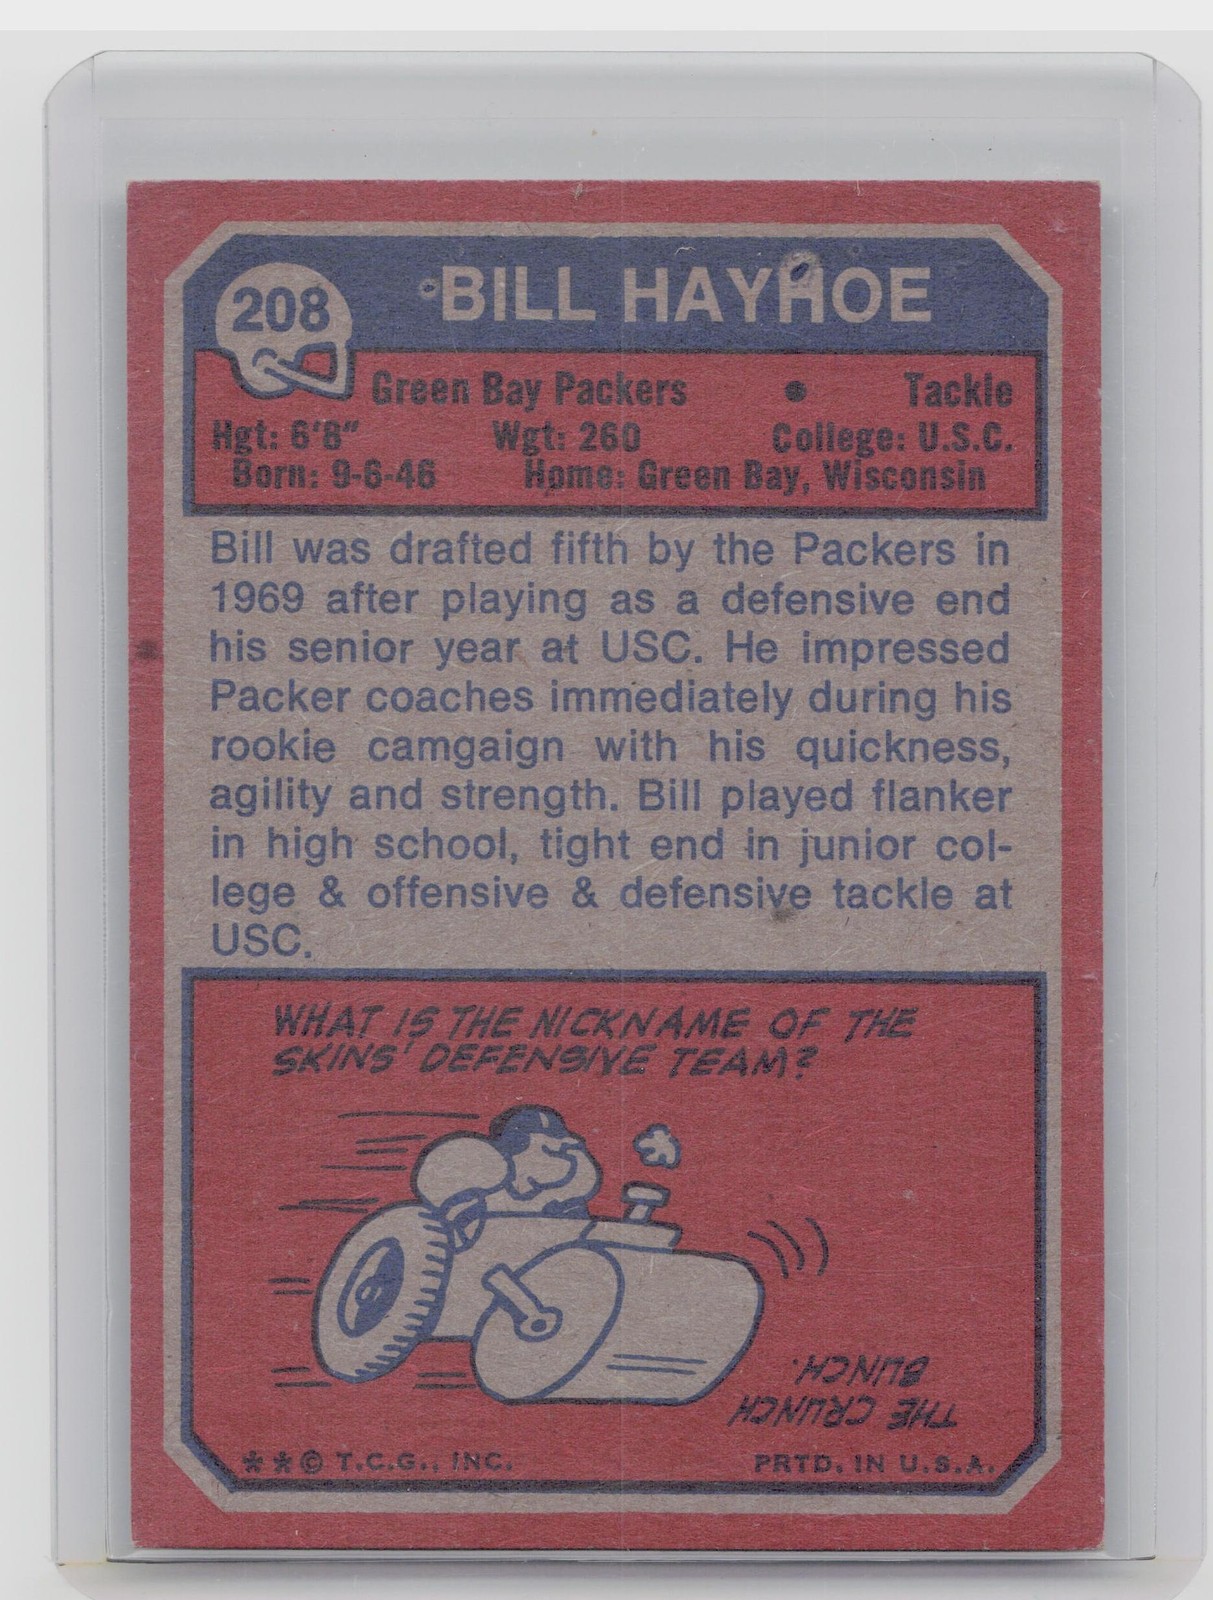 208
BILL HAYHOE
Green Bay Packers • Tackle
Hgt: 6'8" Wgt: 260 College: U.S.C.
Born: 9-6-46 Home: Green Bay, Wisconsin
Bill was drafted fifth by the Packers in
1969 after playing as a defensive end
his senior year at USC. He impressed
Packer coaches immediately during his
rookie camgaign with his quickness,
agility and strength. Bill played flanker
in high school, tight end in junior col-
lege & offensive & defensive tackle at
USC.
WHAT IS THE NICKNAME OF THE
SKINS' DEFENSIVE TEAM?
THE CRUNCH
BUNCH.
**© T.C.G., INC. PRTD. IN U.S.A.